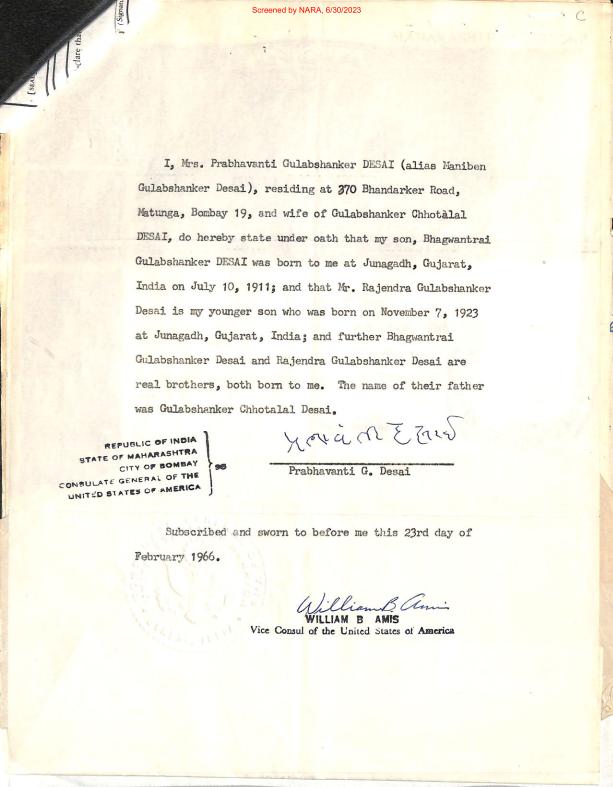 Screened by NARA, 6/30/2023
C
I, Mrs. Prabhavanti Gulabshanker DESAI (alias Maniben
Gulabshanker Desai), residing at 370 Bhandarker Road,
Matunga, Bombay 19, and wife of Gulabshanker Chhotàlal
DESAI, do hereby state under oath that my son, Bhagwantrai
Gulabshanker DESAI was born to me at Junagadh, Gujarat,
India on July 10, 1911; and that Mr. Rajendra Gulabshanker
Desai is my younger son who was born on November 7, 1923
at Junagadh, Gujarat, India; and further Bhagwantrai
Gulabshanker Desai and Rajendra Gulabshanker Desai are
real brothers, both born to me. The name of their father
was Gulabshanker Chhotalal Desai.
Prabhavanti G. Desai
REPUBLIC OF INDIA
STATE OF MAHARASHTRA
CITY OF BOMBAY
CONSULATE GENERAL OF THE
UNITED STATES OF AMERICA
SS
Subscribed and sworn to before me this 23rd day of
February 1966.
William B. Amis
WILLIAM B AMIS
Vice Consul of the United States of America